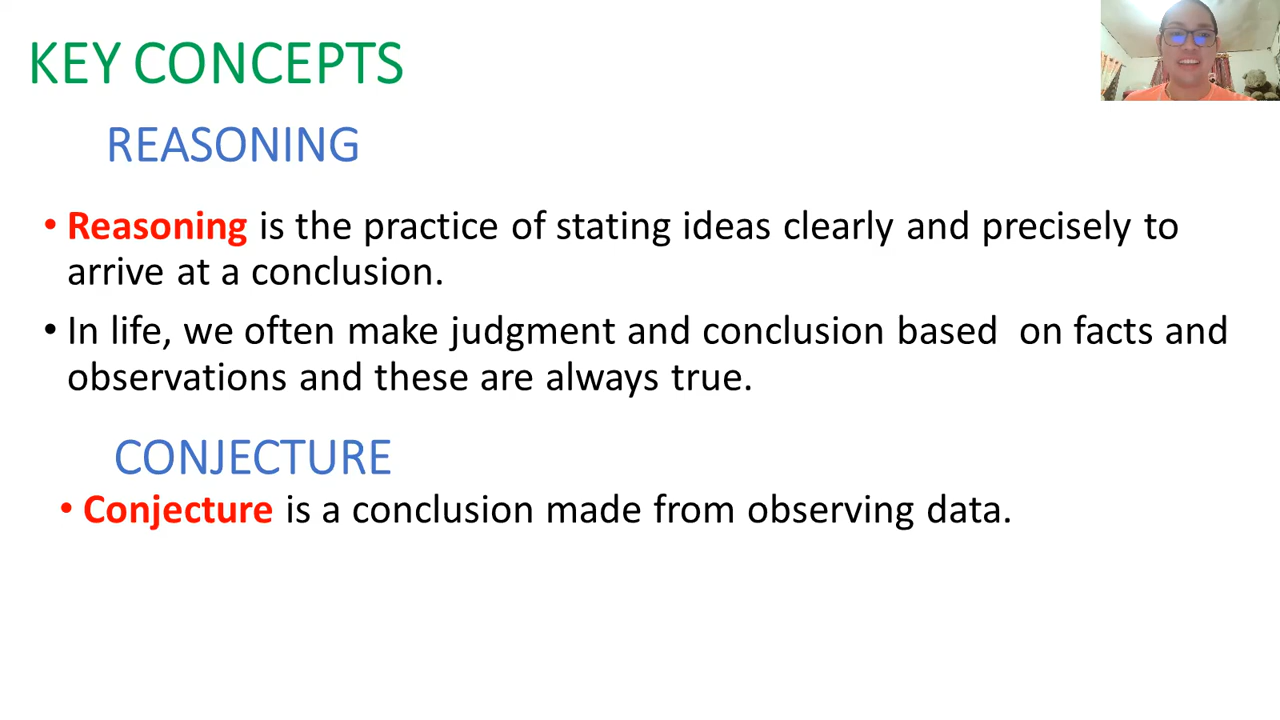 KEY CONCEPTS
REASONING
• Reasoning is the practice of stating ideas clearly and precisely to
arrive at a conclusion.
• In life, we often make judgment and conclusion based on facts and
observations and these are always true.
CONJECTURE
• Conjecture is a conclusion made from observing data.